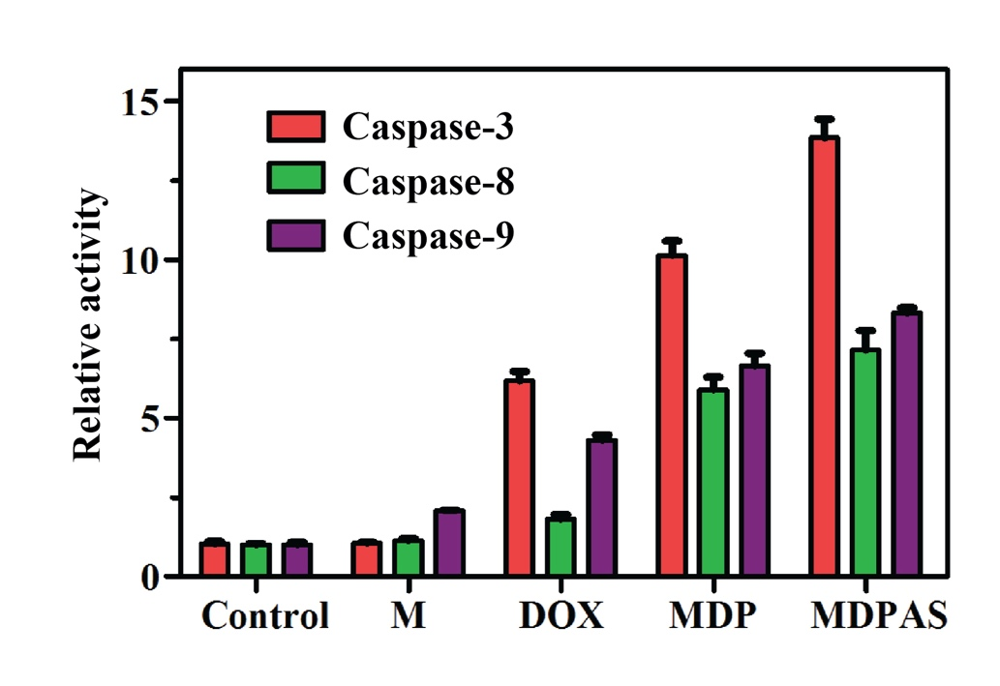 15
10
5
0
Relative activity
Caspase-3
Caspase-8
Caspase-9
Control M DOX MDP MDPAS